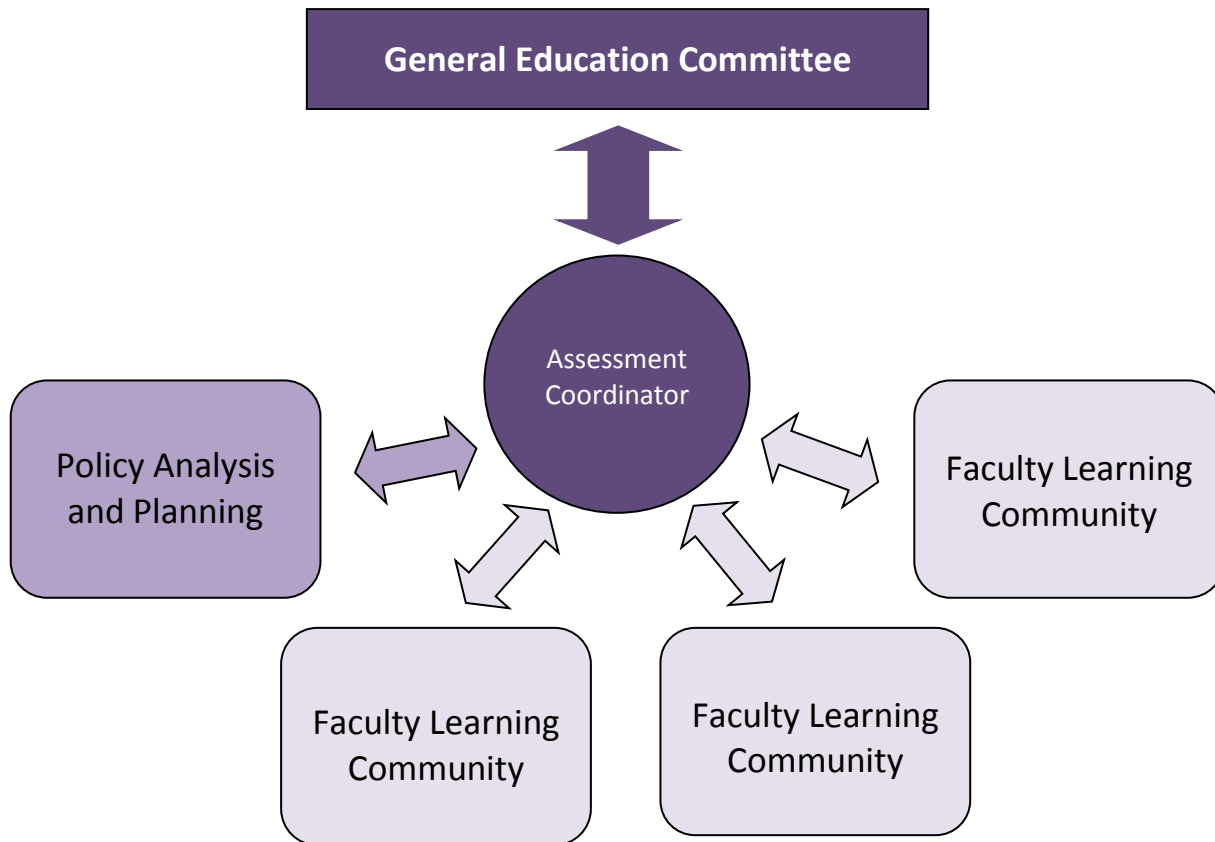 General Education Committee
Assessment
Coordinator
Policy Analysis
and Planning
Faculty Learning
Community
Faculty Learning
Community
Faculty Learning
Community